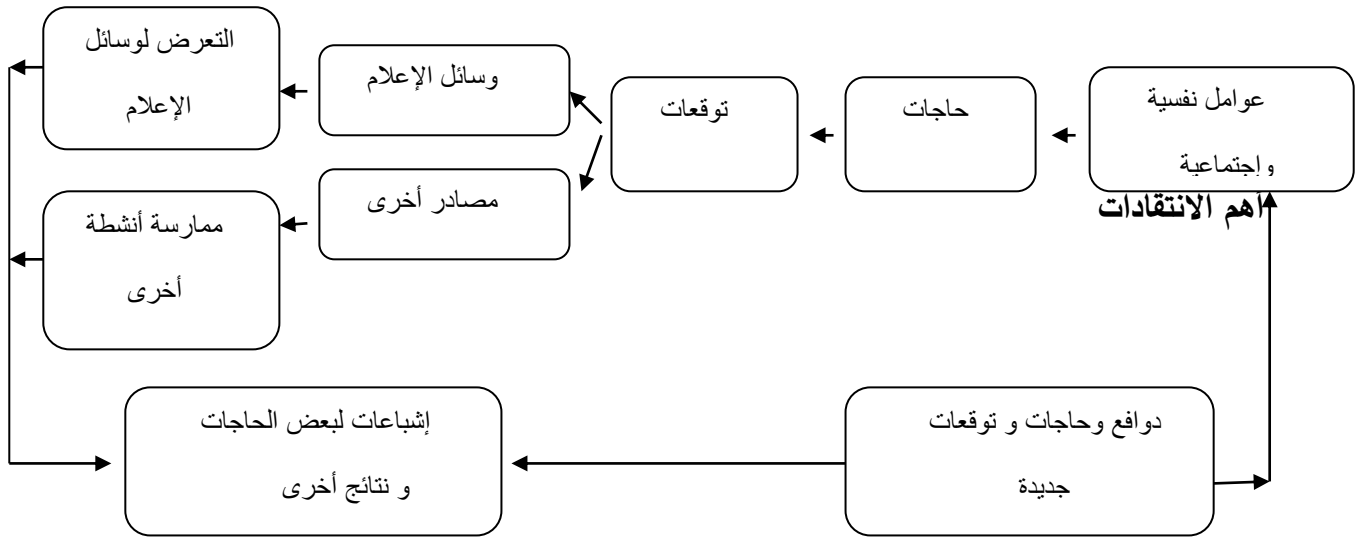 عوامل نفسية
وإجتماعية
حاجات
توقعات
وسائل الإعلام
مصادر أخرى
التعرض لوسائل
الإعلام
ممارسة أنشطة
أخرى
أهم الانتقادات
دوافع وحاجات و توقعات
جديدة
إشباعات لبعض الحاجات
و نتائج أخرى